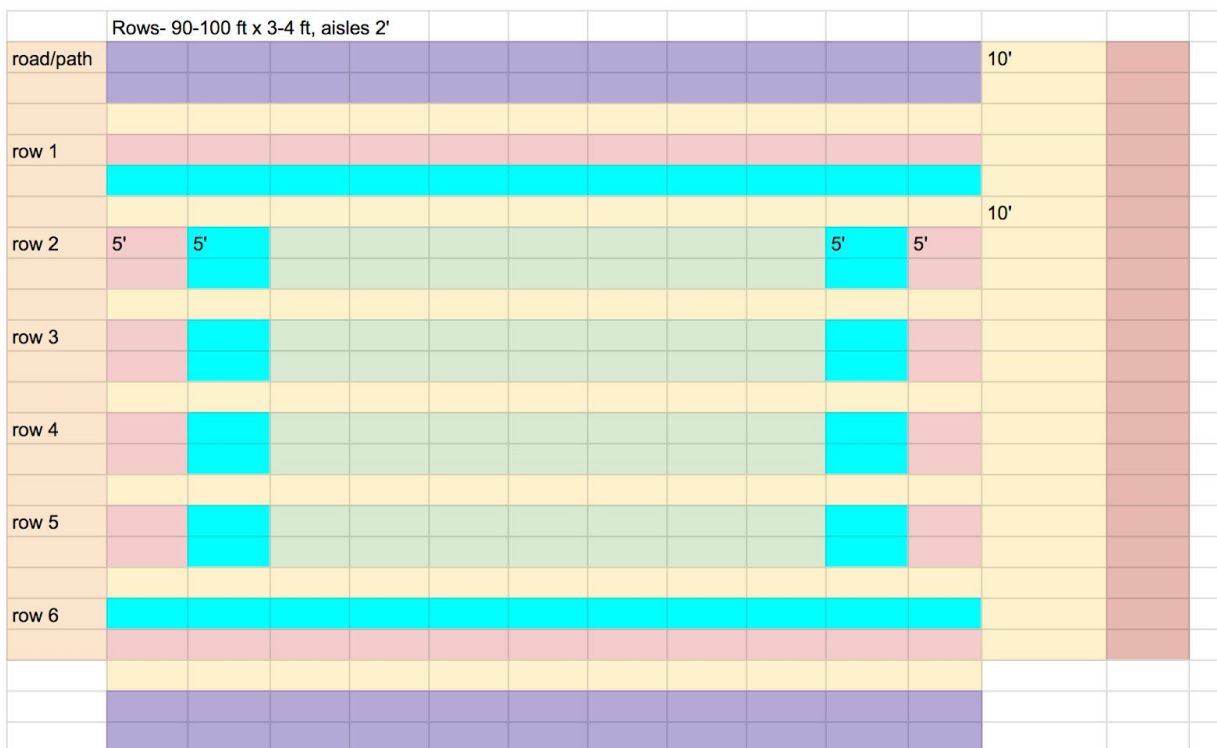 Rows- 90-100 ft x 3-4 ft, aisles 2'
road/path 10'
row 1
10'
row 2 5' 5' 5' 5'
row 3
row 4
row 5
row 6